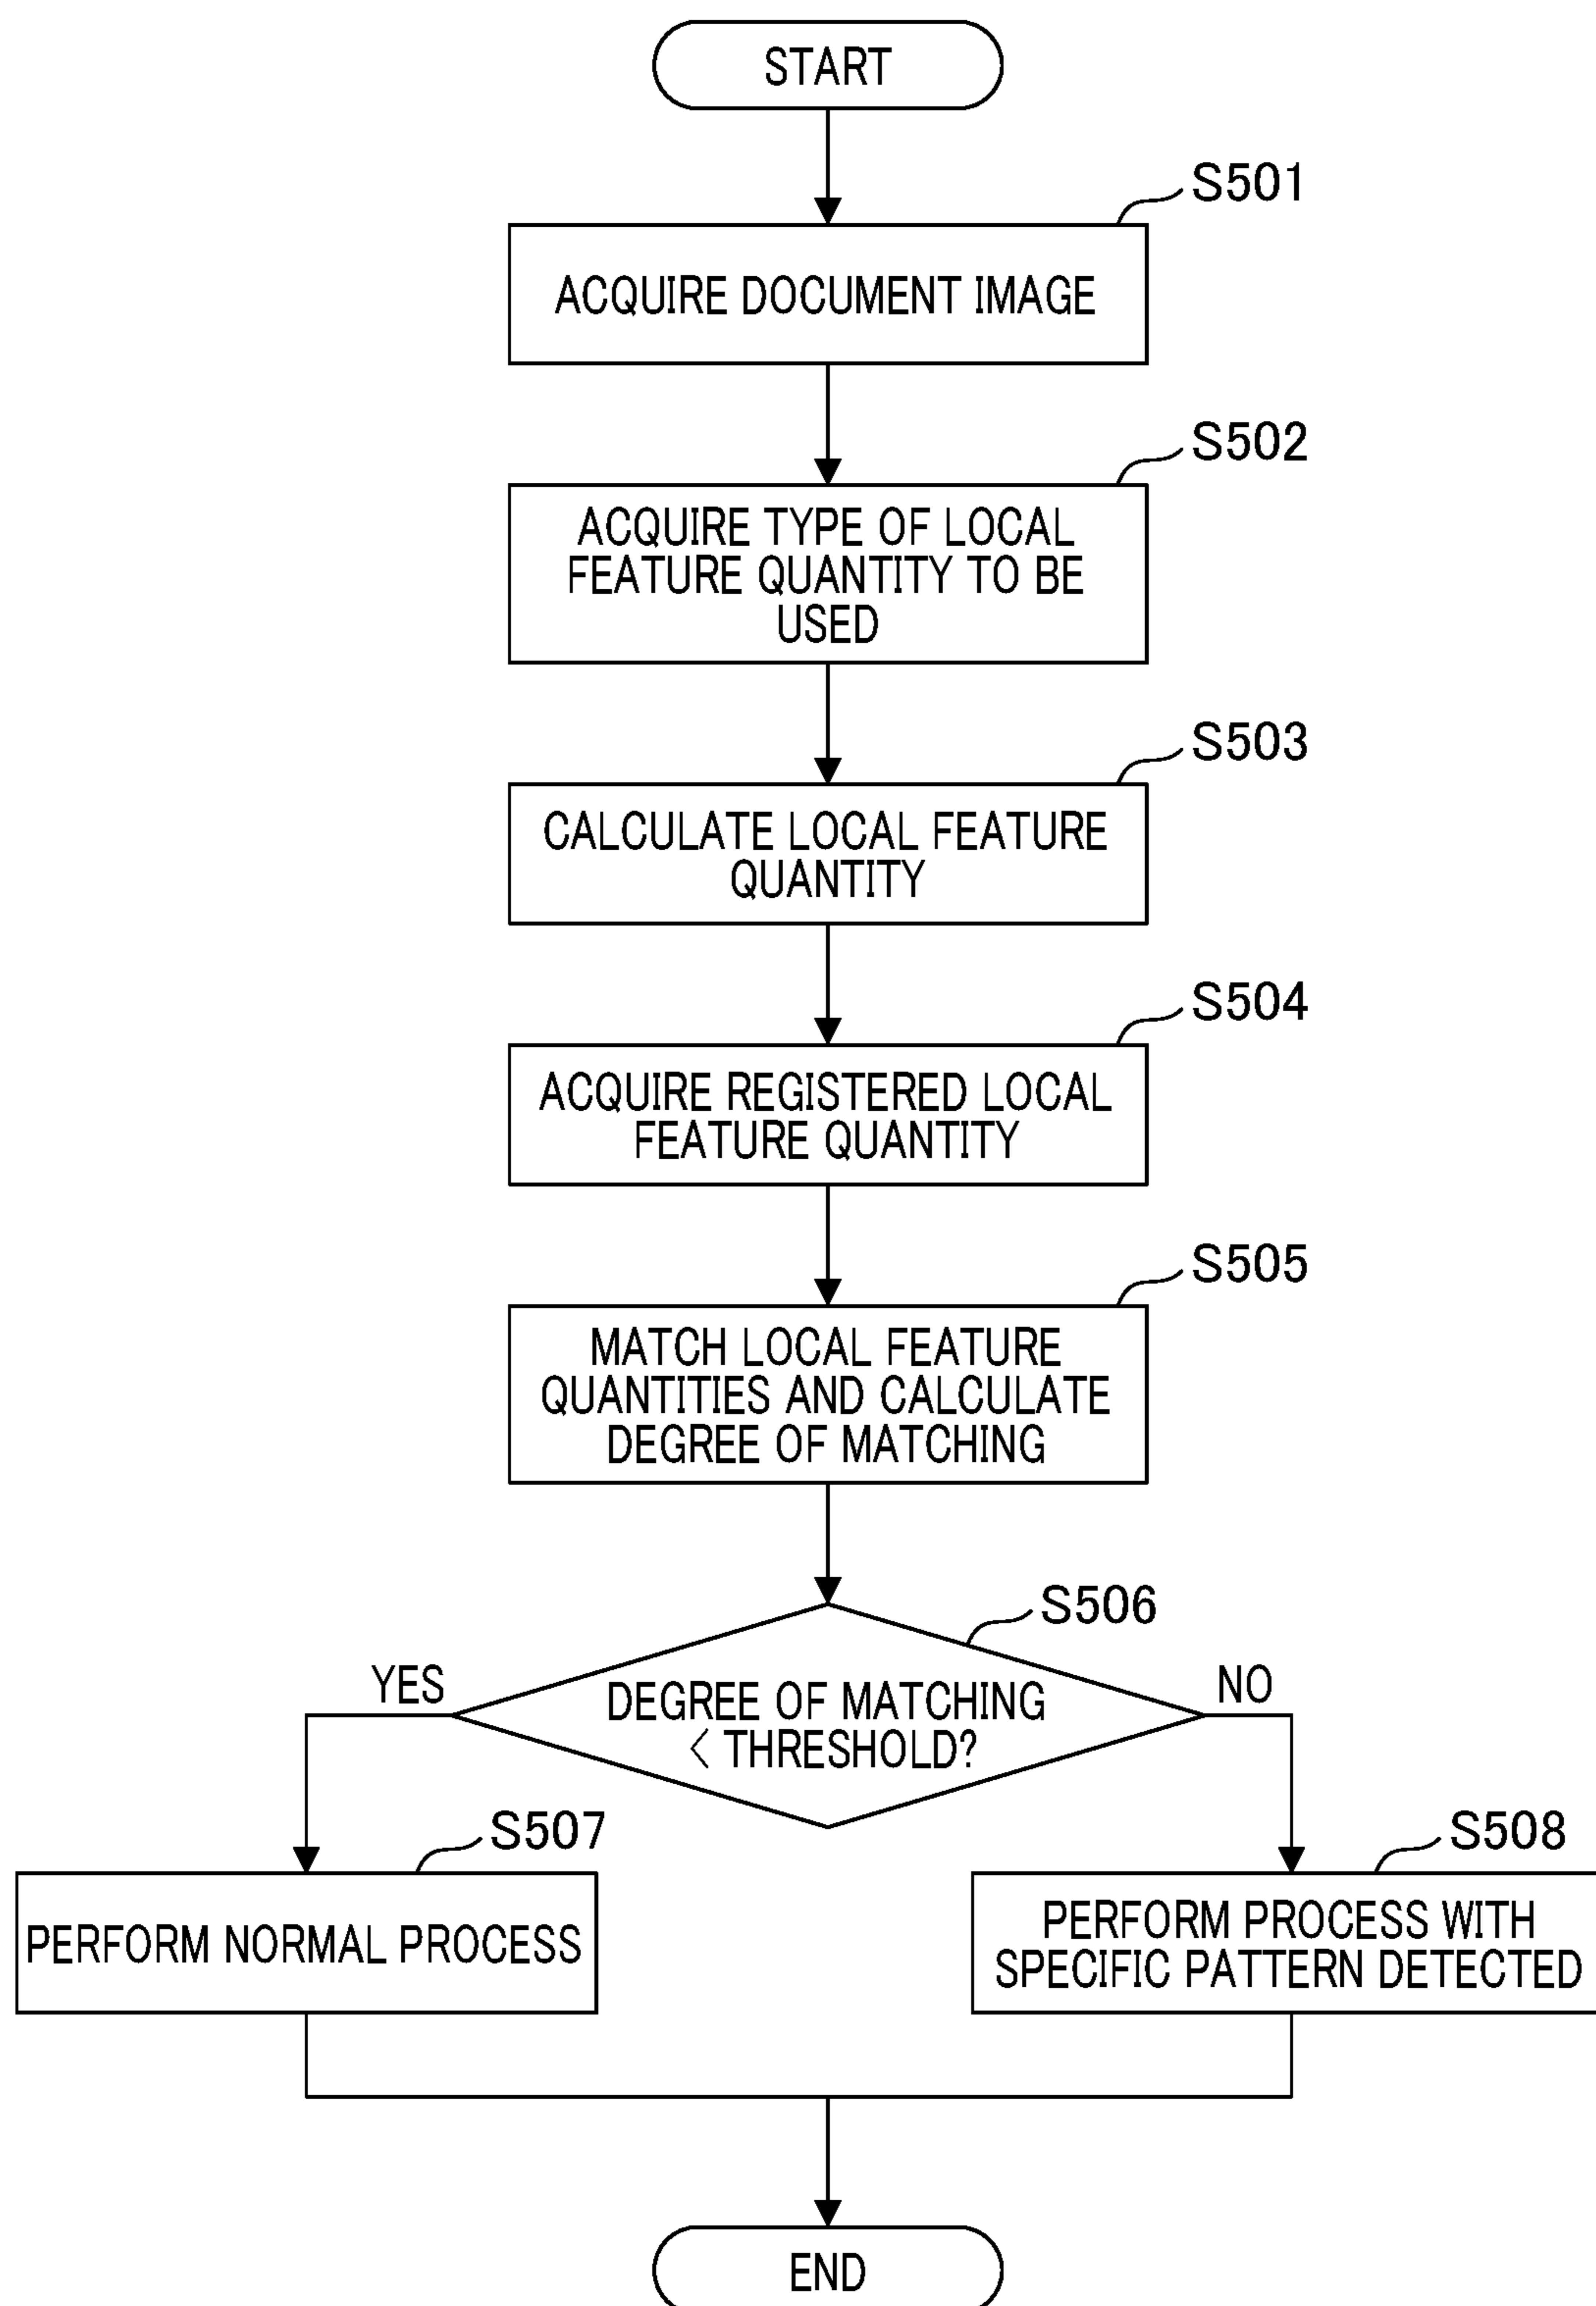 START
S501
ACQUIRE DOCUMENT IMAGE
S502
ACQUIRE TYPE OF LOCAL
FEATURE QUANTITY TO BE
USED
S503
CALCULATE LOCAL FEATURE
QUANTITY
S504
ACQUIRE REGISTERED LOCAL
FEATURE QUANTITY
S505
MATCH LOCAL FEATURE
QUANTITIES AND CALCULATE
DEGREE OF MATCHING
S506
YES
NO
DEGREE OF MATCHING
< THRESHOLD?
S507
PERFORM NORMAL PROCESS
S508
PERFORM PROCESS WITH
SPECIFIC PATTERN DETECTED
END